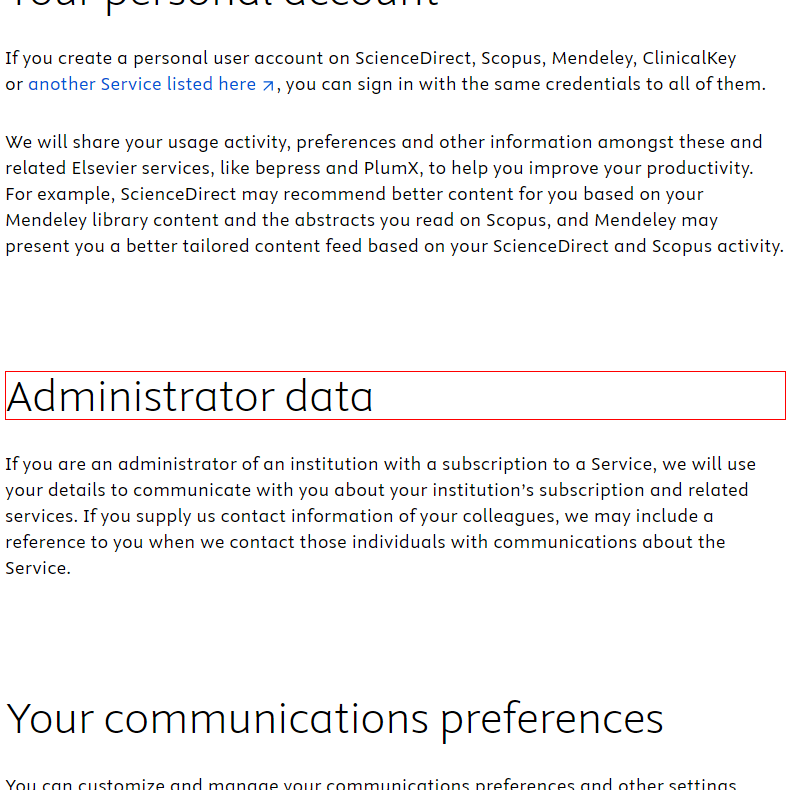 Your personal account
If you create a personal user account on ScienceDirect, Scopus, Mendeley, ClinicalKey
or another Service listed here ↗, you can sign in with the same credentials to all of them.
We will share your usage activity, preferences and other information amongst these and
related Elsevier services, like bepress and PlumX, to help you improve your productivity.
For example, ScienceDirect may recommend better content for you based on your
Mendeley library content and the abstracts you read on Scopus, and Mendeley may
present you a better tailored content feed based on your ScienceDirect and Scopus activity.
Administrator data
If you are an administrator of an institution with a subscription to a Service, we will use
your details to communicate with you about your institution’s subscription and related
services. If you supply us contact information of your colleagues, we may include a
reference to you when we contact those individuals with communications about the
Service.
Your communications preferences
You can customize and manage your communications preferences and other settings